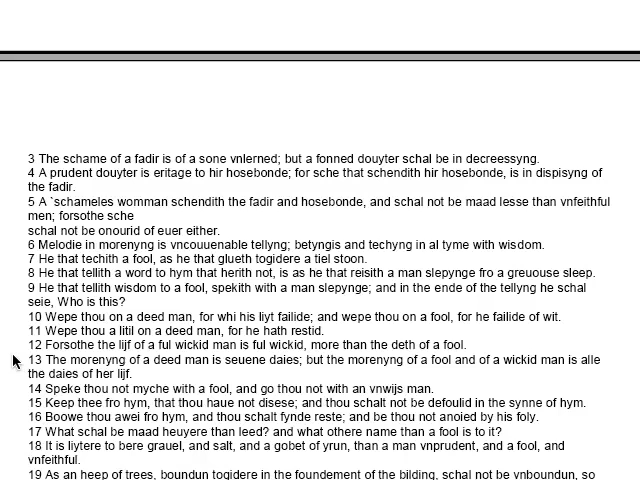 3 The schame of a fadir is of a sone vnlerned; but a fonned douyter schal be in decreessyng.
4 A prudent douyter is eritage to hir hosebonde; for sche that schendith hir hosebonde, is in dispisyng of
the fadir.
5 A `schameles womman schendith the fadir and hosebonde, and schal not be maad lesse than vnfeithful
men; forsothe sche
schal not be onourid of euer either.
6 Melodie in morenyng is vncouuenable tellyng; betyngis and techyng in al tyme with wisdom.
7 He that techith a fool, as he that glueth togidere a tiel stoon.
8 He that tellith a word to hym that herith not, is as he that reisith a man slepynge fro a greuouse sleep.
9 He that tellith wisdom to a fool, spekith with a man slepynge; and in the ende of the tellyng he schal
seie, Who is this?
10 Wepe thou on a deed man, for whi his liyt failide; and wepe thou on a fool, for he failide of wit.
11 Wepe thou a litil on a deed man, for he hath restid.
12 Forsothe the lijf of a ful wickid man is ful wickid, more than the deth of a fool.
13 The morenyng of a deed man is seuene daies; but the morenyng of a fool and of a wickid man is alle
the daies of her lijf.
14 Speke thou not myche with a fool, and go thou not with an vnwijs man.
15 Keep thee fro hym, that thou haue not disese; and thou schalt not be defoulid in the synne of hym.
16 Boowe thou awei fro hym, and thou schalt fynde reste; and be thou not anoied by his foly.
17 What schal be maad heuyere than leed? and what othere name than a fool is to it?
18 It is liytere to bere grauel, and salt, and a gobet of yrun, than a man vnprudent, and a fool, and
vnfeithful.
19 As an heep of trees, boundun togidere in the foundement of the bilding, schal not be vnboundun, so